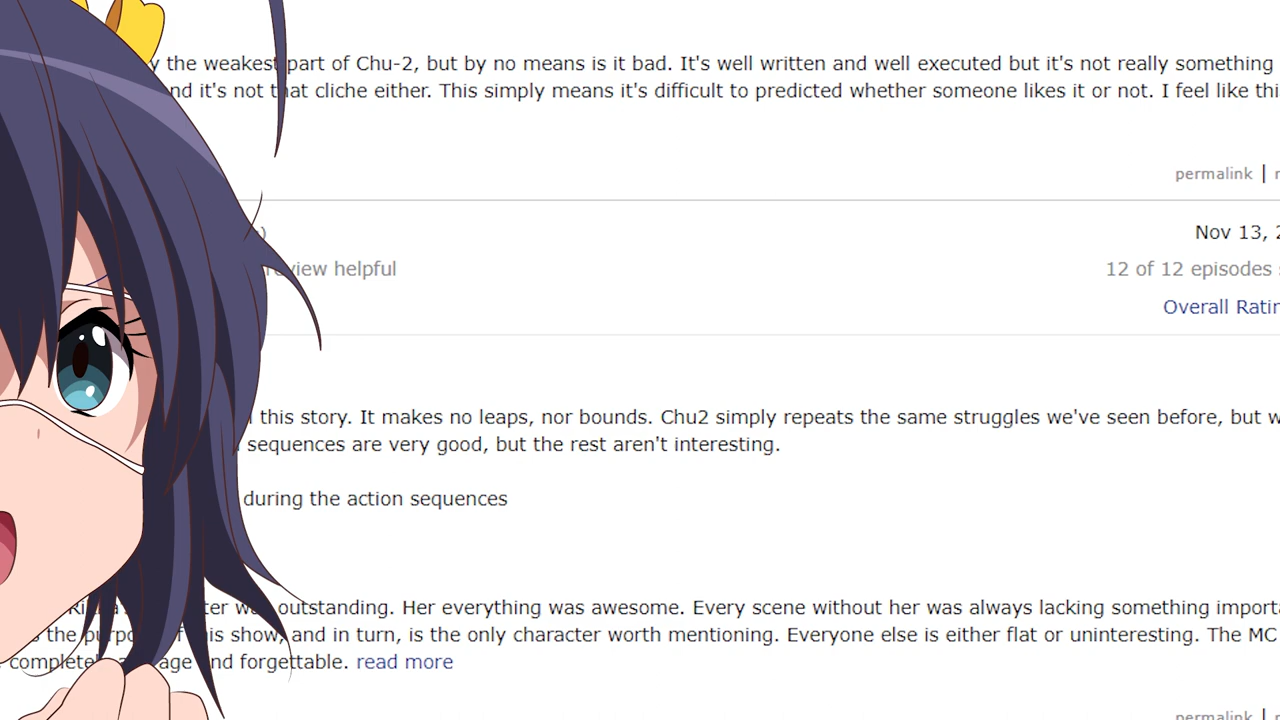 the weakest part of Chu-2, but by no means is it bad. It's well written and well executed but it's not really something
it's not that cliche either. This simply means it's difficult to predicted whether someone likes it or not. I feel like
permalink |
Nov 13,
review helpful
12 of 12 episodes
Overall
this story. It makes no leaps, nor bounds. Chu2 simply repeats the same struggles we've seen before, but
sequences are very good, but the rest aren't interesting.
during the action sequences
outstanding. Her everything was awesome. Every scene without her was always lacking something
the show, and in turn, is the only character worth mentioning. Everyone else is either flat or uninteresting. The MC
and forgettable. read more
permalink |